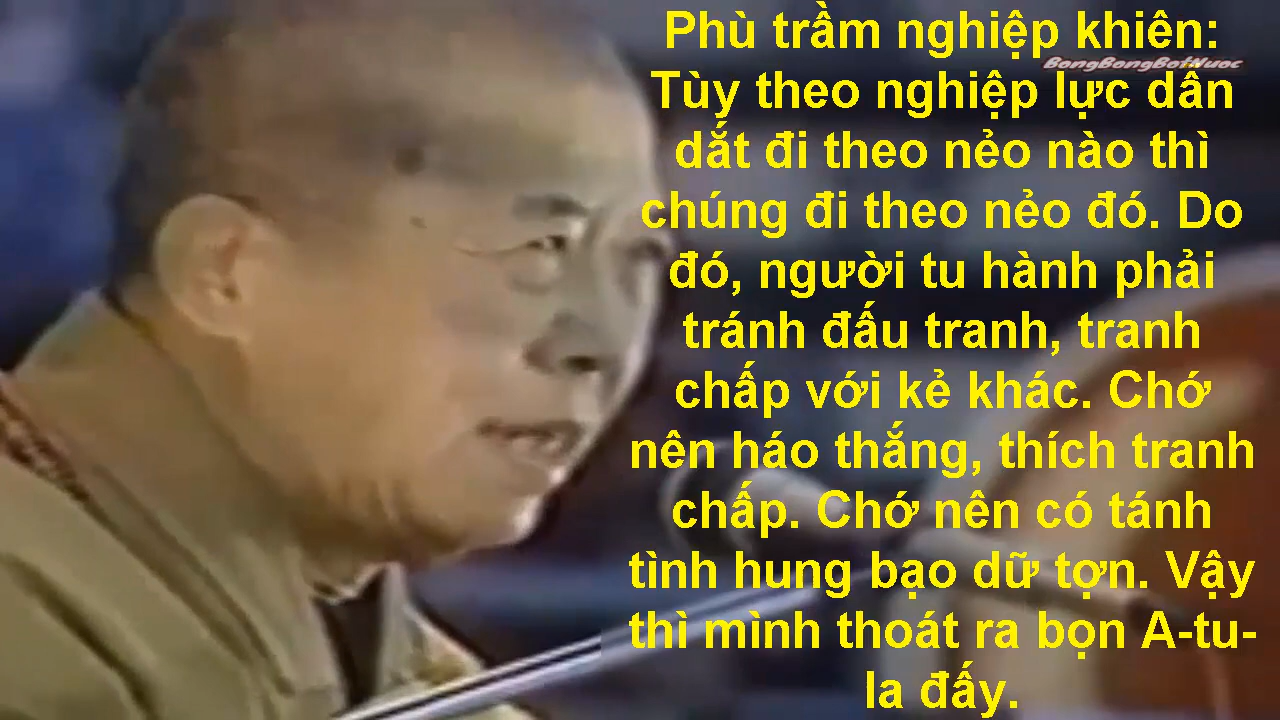 Phù trầm nghiệp khiên:
BongBongBotNuoc
Tùy theo nghiệp lực dẫn
dắt đi theo nẻo nào thì
chúng đi theo nẻo đó. Do
đó, người tu hành phải
tránh đấu tranh, tranh
chấp với kẻ khác. Chớ
nên háo thắng, thích tranh
chấp. Chớ nên có tánh
tình hung bạo dữ tợn. Vậy
thì mình thoát ra bọn A-tu-
la đấy.